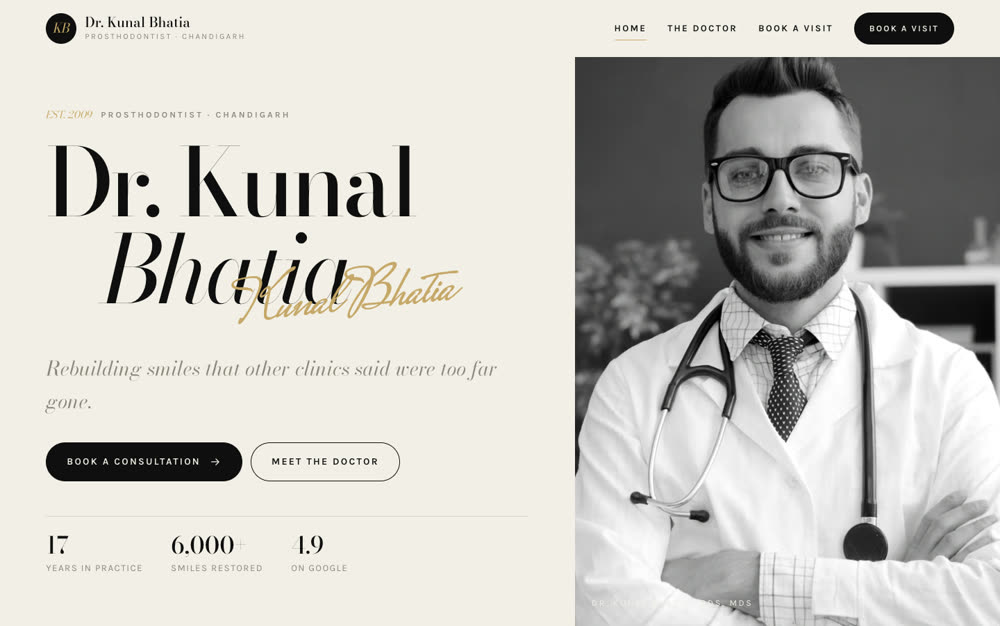 KB
Dr. Kunal Bhatia
PROSTHODONTIST · CHANDIGARH
HOME
THE DOCTOR
BOOK A VISIT
BOOK A VISIT
EST. 2009 PROSTHODONTIST · CHANDIGARH
Dr. Kunal
Bhatia
Kunal Bhatia
Rebuilding smiles that other clinics said were too far
gone.
BOOK A CONSULTATION →
MEET THE DOCTOR
17
YEARS IN PRACTICE
6,000+
SMILES RESTORED
4.9
ON GOOGLE
DR. MDS